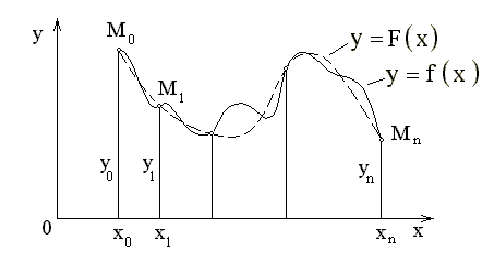 y
M₀
y = F(x)
y = f(x)
M₁
Mₙ
y₀
y₁
yₙ
0
x₀
x₁
xₙ
x